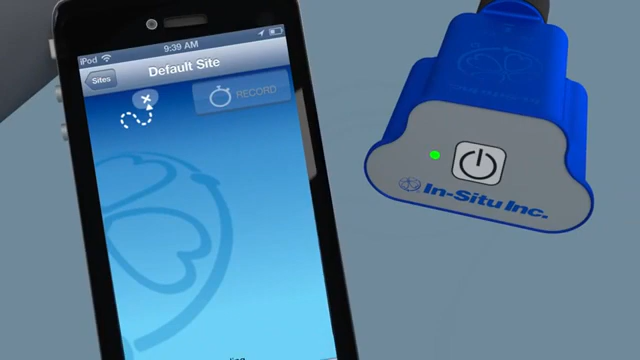 iPod 9:39 AM
Sites
Default Site
RECORD
In-Situ Inc.